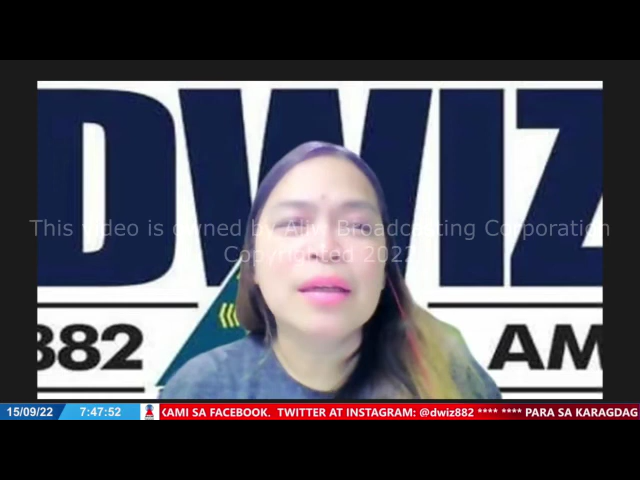 DWIZ
This video is owned by Aliw Broadcasting Corporation
Copyrighted 2022
882 AM
15/09/22 7:47:52 KAMI SA FACEBOOK. TWITTER AT INSTAGRAM: @dwiz882 **** **** PARA SA KARAGDAG